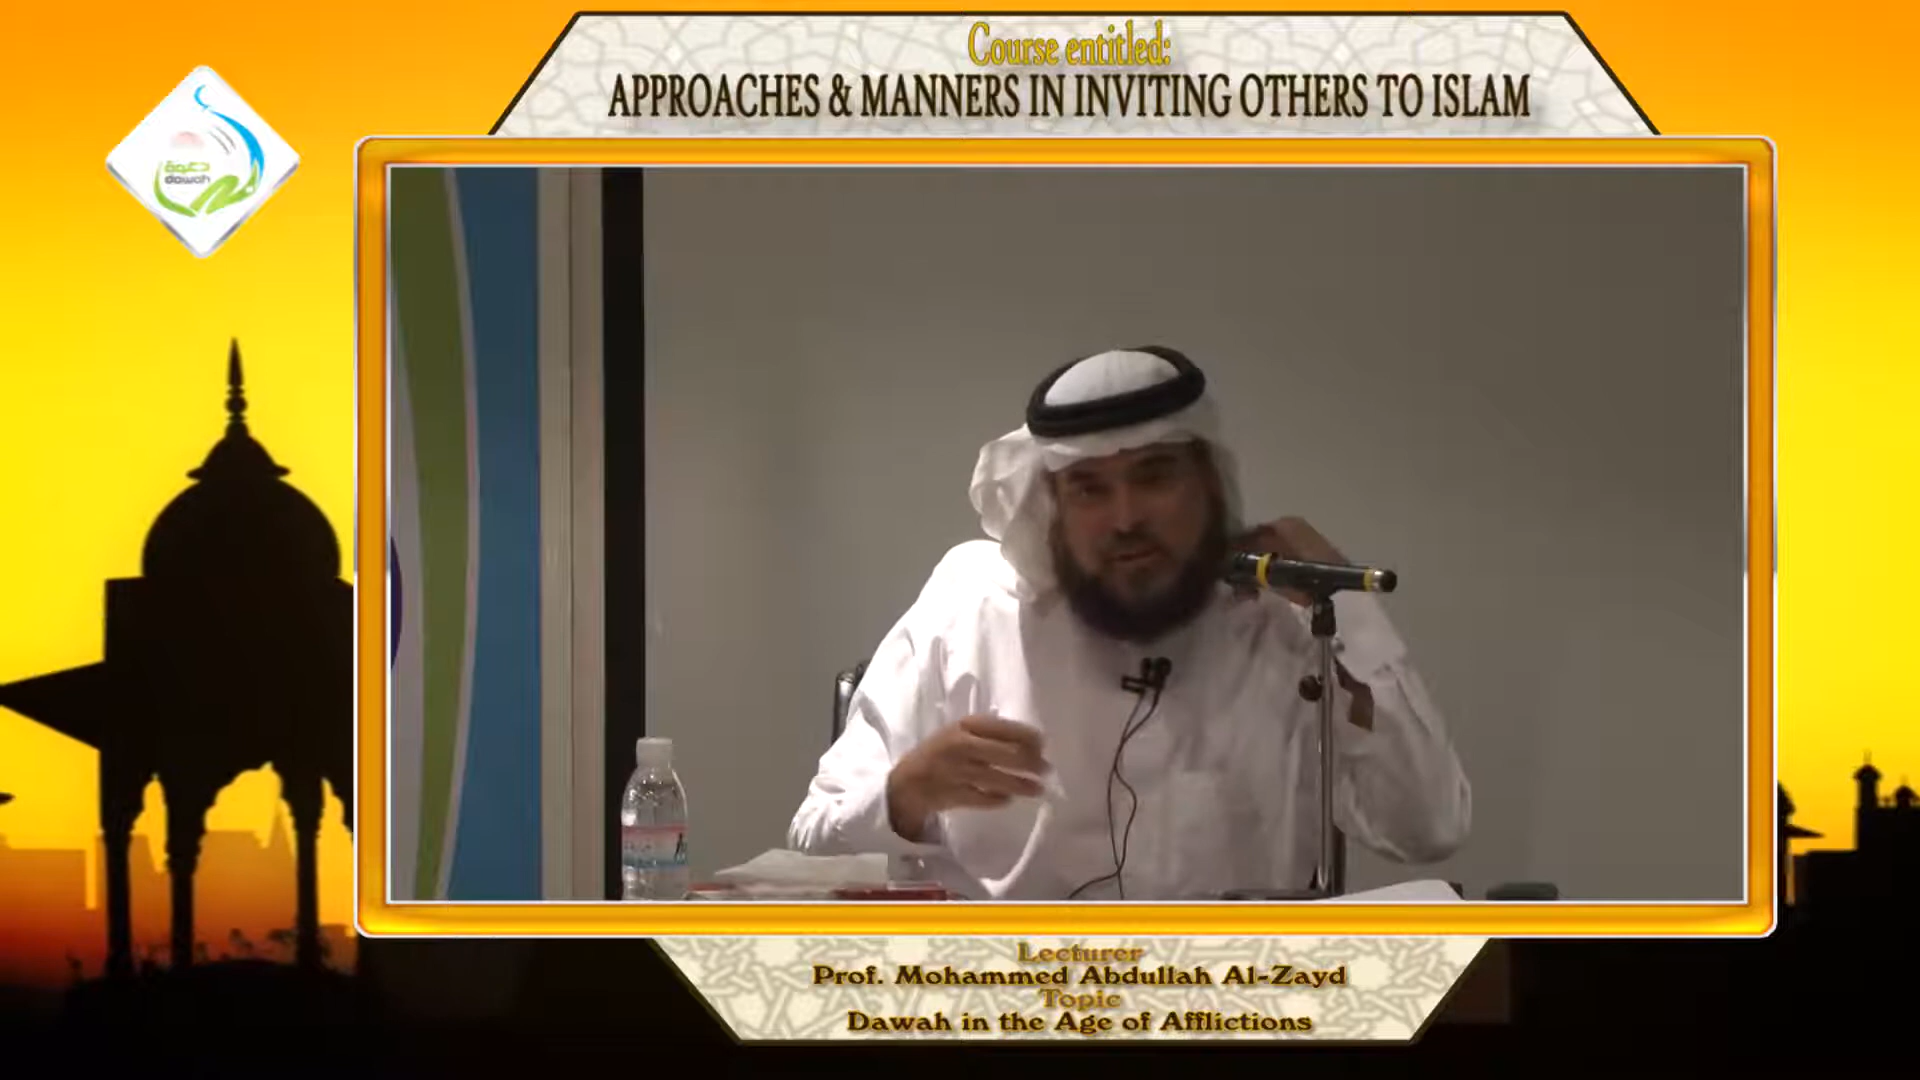 Course entitled:
APPROACHES & MANNERS IN INVITING OTHERS TO ISLAM
dawah
Lecturer
Prof. Mohammed Abdullah Al-Zayd
Topic
Dawah in the Age of Afflictions